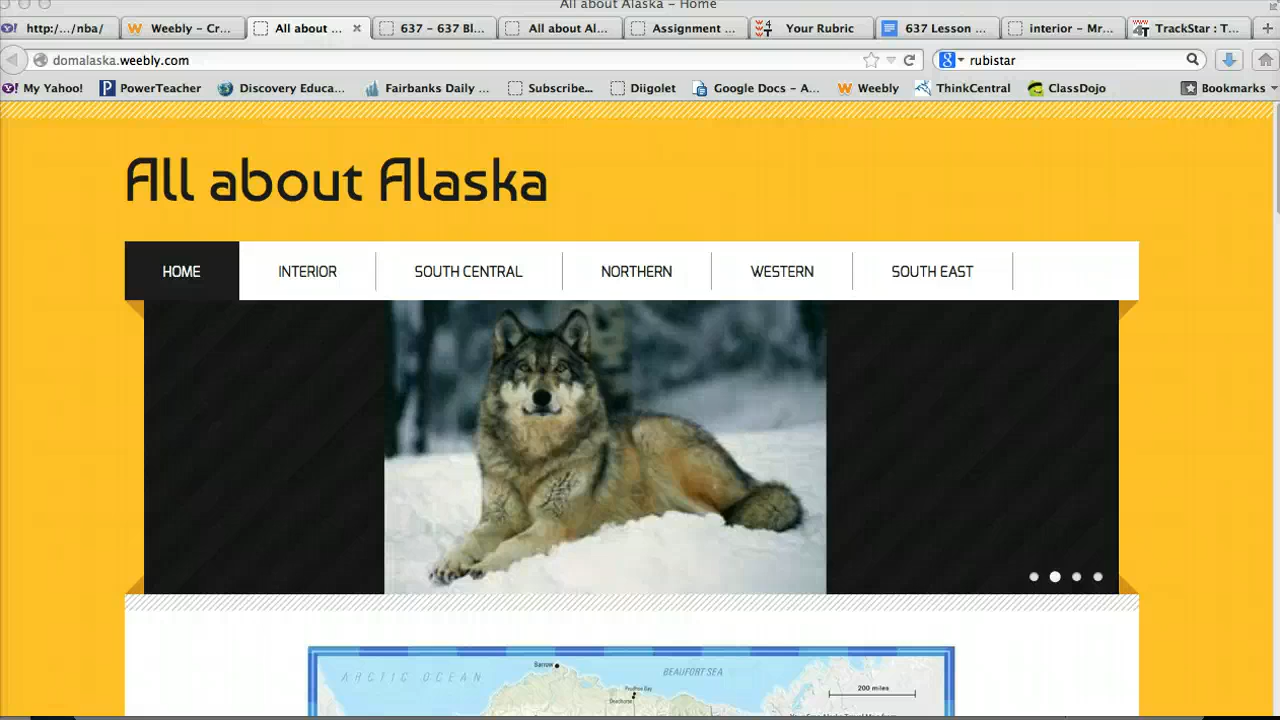 All about Alaska – Home
http:/.../nba/ Weebly – Cr... All about ... 637 – 637 Bl... All about Al... Assignment ... Your Rubric 637 Lesson ... interior – Mr... TrackStar : T...
domalaska.weebly.com rubistar
My Yahoo! PowerTeacher Discovery Educa... Fairbanks Daily ... Subscribe... Diigolet Google Docs – A... Weebly ThinkCentral ClassDojo Bookmarks
All about Alaska
HOME INTERIOR SOUTH CENTRAL NORTHERN WESTERN SOUTH EAST
Barrow
BEAUFORT SEA
ARCTIC OCEAN
Prudhoe Bay
200 miles
Deadhorse